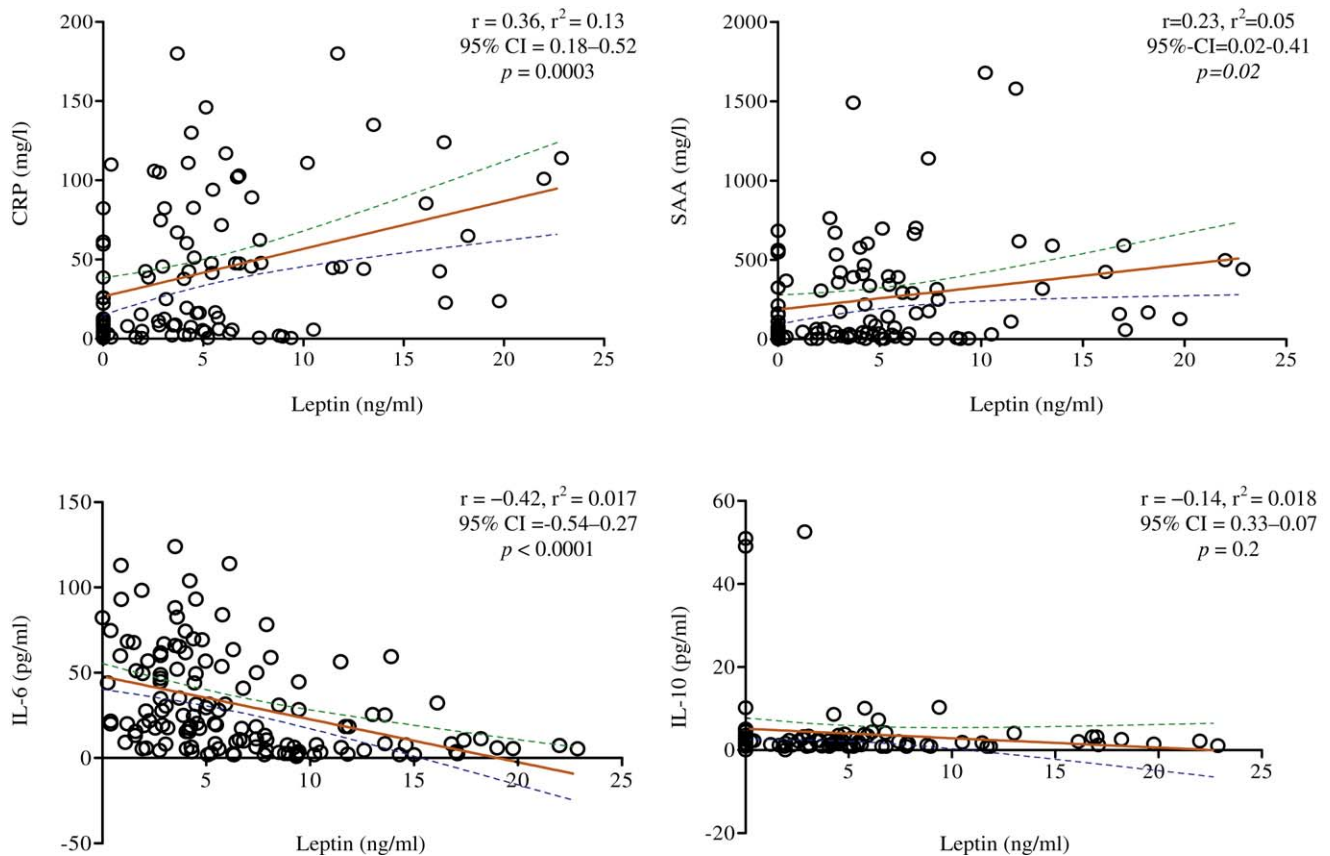 r = 0.36, r² = 0.13
95% CI = 0.18–0.52
p = 0.0003
200
150
100
50
0
CRP (mg/l)
0 5 10 15 20 25
Leptin (ng/ml)
r=0.23, r²=0.05
95%-CI=0.02-0.41
p=0.02
2000
1500
1000
500
0
SAA (mg/l)
0 5 10 15 20 25
Leptin (ng/ml)
r = −0.42, r² = 0.017
95% CI =-0.54–0.27
p < 0.0001
150
100
50
0
-50
IL-6 (pg/ml)
5 10 15 20 25
Leptin (ng/ml)
r = −0.14, r² = 0.018
95% CI = 0.33–0.07
p = 0.2
60
40
20
0
-20
IL-10 (pg/ml)
5 10 15 20 25
Leptin (ng/ml)